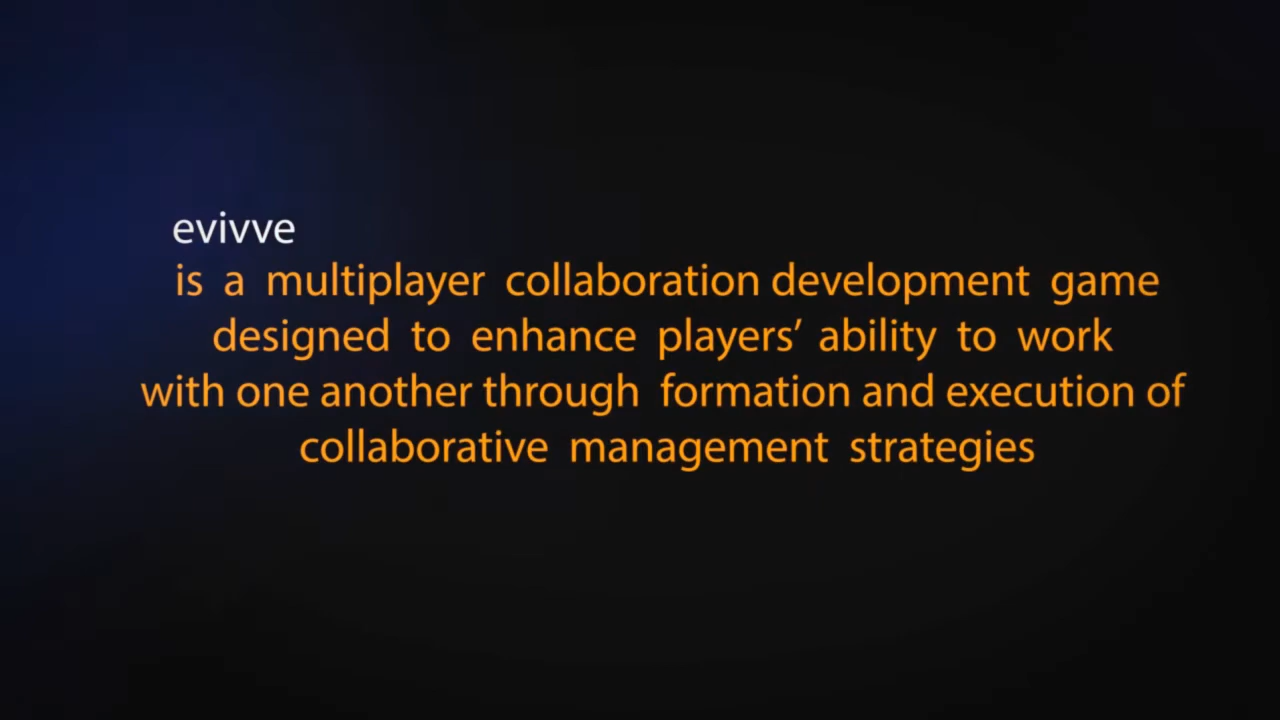 evivve
is a multiplayer collaboration development game
designed to enhance players’ ability to work
with one another through formation and execution of
collaborative management strategies